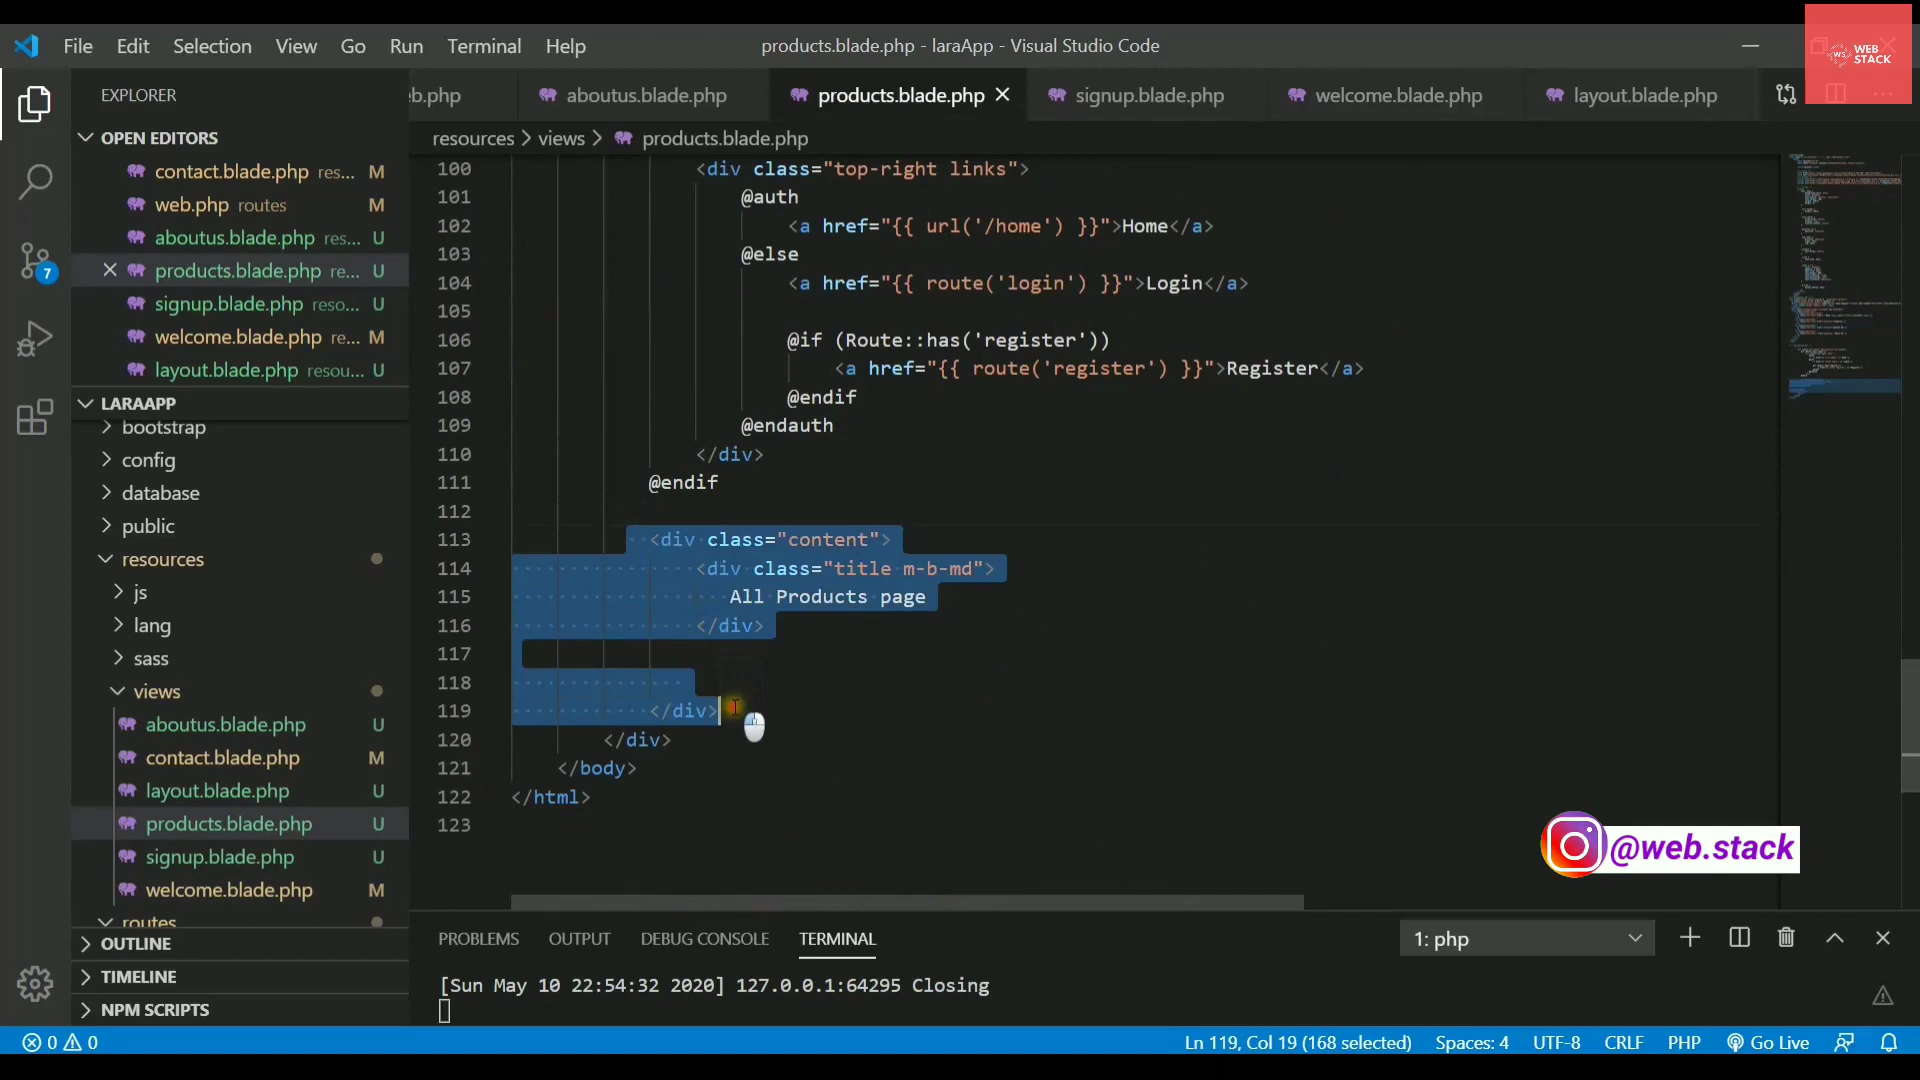 File Edit Selection View Go Run Terminal Help
products.blade.php - laraApp - Visual Studio Code
WS WEB STACK
EXPLORER
OPEN EDITORS
contact.blade.php res... M
web.php routes M
aboutus.blade.php res... U
products.blade.php re... U
signup.blade.php reso... U
welcome.blade.php re... M
layout.blade.php resou... U
LARAAPP
bootstrap
config
database
public
resources
js
lang
sass
views
aboutus.blade.php U
contact.blade.php M
layout.blade.php U
products.blade.php U
signup.blade.php U
welcome.blade.php M
routes
OUTLINE
TIMELINE
NPM SCRIPTS
7
b.php aboutus.blade.php products.blade.php signup.blade.php welcome.blade.php layout.blade.php
resources > views > products.blade.php
100 <div class="top-right links">
101 @auth
102 <a href="{{ url('/home') }}">Home</a>
103 @else
104 <a href="{{ route('login') }}">Login</a>
105
106 @if (Route::has('register'))
107 <a href="{{ route('register') }}">Register</a>
108 @endif
109 @endauth
110 </div>
111 @endif
112
113 <div class="content">
114 <div class="title m-b-md">
115 All Products page
116 </div>
117
118
119 </div>
120 </div>
121 </body>
122 </html>
123
@web.stack
PROBLEMS OUTPUT DEBUG CONSOLE TERMINAL
1: php
[Sun May 10 22:54:32 2020] 127.0.0.1:64295 Closing
0 0
Ln 119, Col 19 (168 selected) Spaces: 4 UTF-8 CRLF PHP Go Live